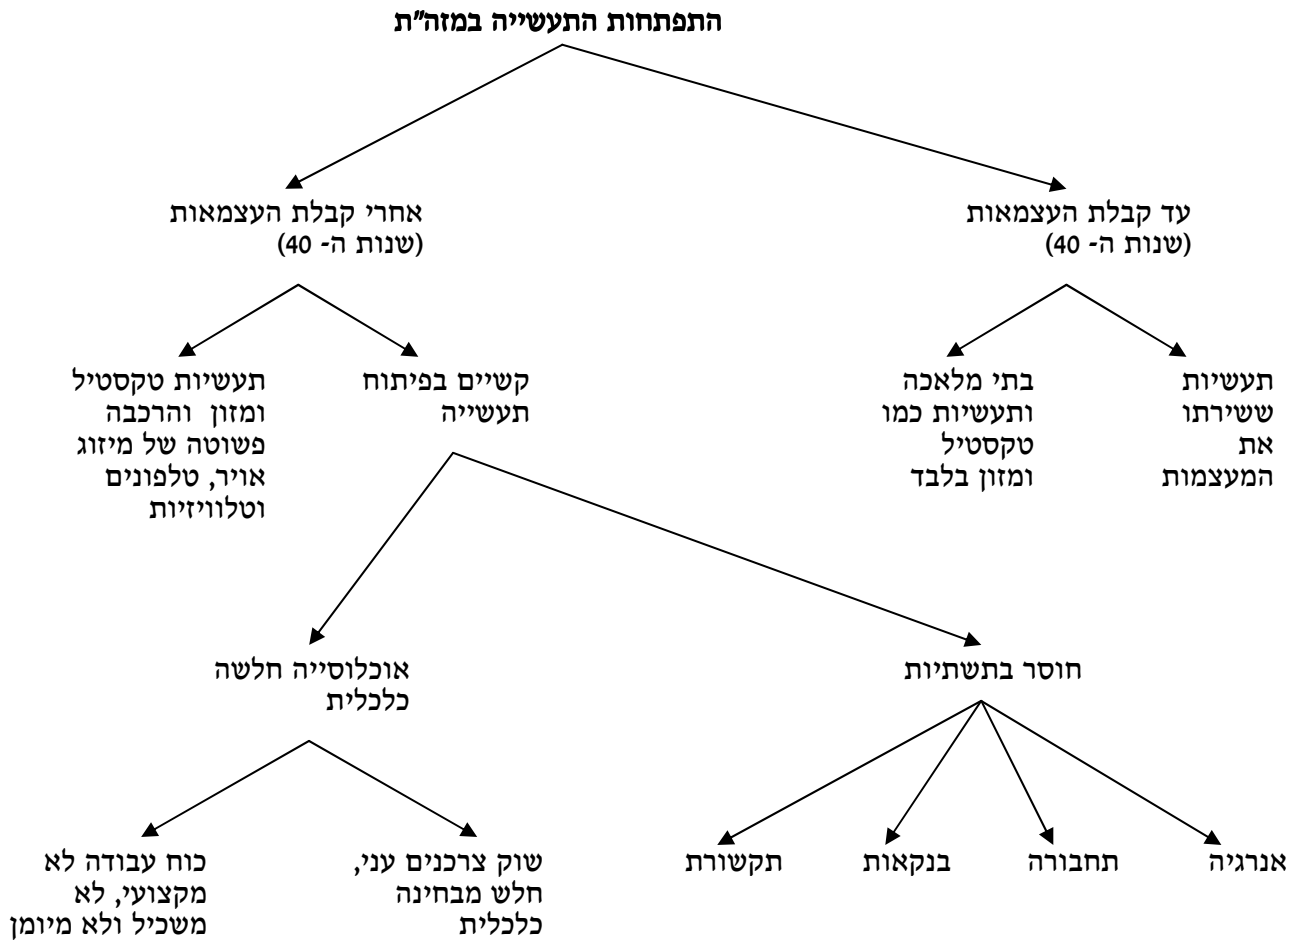 התפתחות התעשייה במזה"ת
עד קבלת העצמאות
(שנות ה- 40)
אחרי קבלת העצמאות
(שנות ה- 40)
תעשיות
ששירתו
את
המעצמות
בתי מלאכה
ותעשיות כמו
טקסטיל
ומזון בלבד
קשיים בפיתוח
תעשייה
תעשיות טקסטיל
ומזון והרכבה
פשוטה של מיזוג
אויר, טלפונים
וטלוויזיות
חוסר בתשתיות
אוכלוסייה חלשה
כלכלית
אנרגיה
תחבורה
בנקאות
תקשורת
שוק צרכנים עני,
חלש מבחינה
כלכלית
כוח עבודה לא
מקצועי, לא
משכיל ולא מיומן